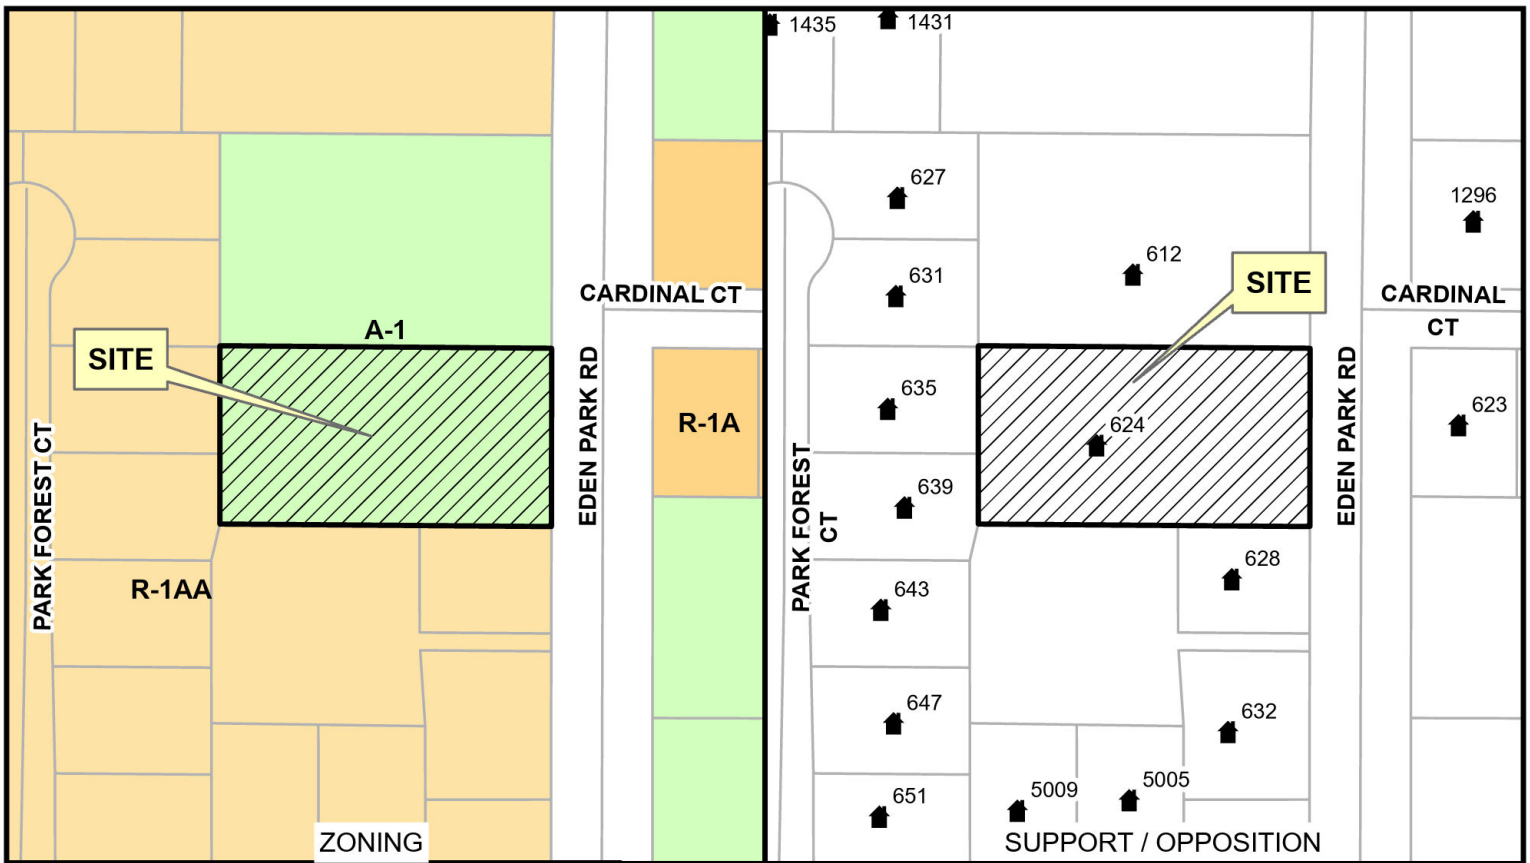 CARDINAL CT
A-1
SITE
EDEN PARK RD
R-1A
PARK FOREST CT
R-1AA
ZONING
1435
1431
627
1296
612
631
SITE
CARDINAL
CT
635
EDEN PARK RD
623
624
PARK FOREST
CT
639
628
643
647
632
5005
5009
651
SUPPORT / OPPOSITION